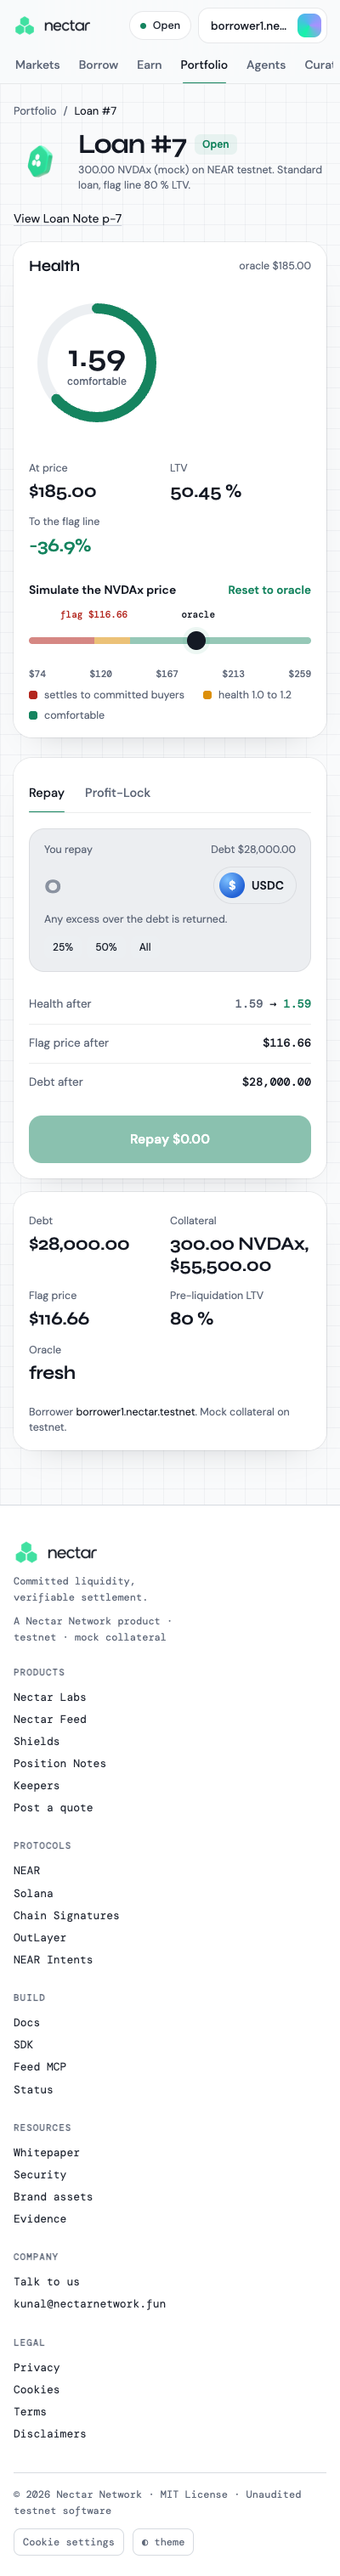 nectar
Open
borrower1.ne...
Markets Borrow Earn Portfolio Agents Curat
Portfolio / Loan #7
Loan #7 Open
300.00 NVDAx (mock) on NEAR testnet. Standard
loan, flag line 80 % LTV.
View Loan Note p-7
Health
oracle $185.00
1.59
comfortable
At price
$185.00
LTV
50.45 %
To the flag line
-36.9%
Simulate the NVDAx price
Reset to oracle
flag $116.66 oracle
$74 $120 $167 $213 $259
settles to committed buyers health 1.0 to 1.2
comfortable
Repay Profit-Lock
You repay Debt $28,000.00
0
$ USDC
Any excess over the debt is returned.
25% 50% All
Health after 1.59 → 1.59
Flag price after $116.66
Debt after $28,000.00
Repay $0.00
Debt
$28,000.00
Collateral
300.00 NVDAx,
$55,500.00
Flag price
$116.66
Pre-liquidation LTV
80 %
Oracle
fresh
Borrower borrower1.nectar.testnet. Mock collateral on
testnet.
nectar
Committed liquidity,
verifiable settlement.
A Nectar Network product ·
testnet · mock collateral
PRODUCTS
Nectar Labs
Nectar Feed
Shields
Position Notes
Keepers
Post a quote
PROTOCOLS
NEAR
Solana
Chain Signatures
OutLayer
NEAR Intents
BUILD
Docs
SDK
Feed MCP
Status
RESOURCES
Whitepaper
Security
Brand assets
Evidence
COMPANY
Talk to us
kunal@nectarnetwork.fun
LEGAL
Privacy
Cookies
Terms
Disclaimers
© 2026 Nectar Network · MIT License · Unaudited
testnet software
Cookie settings ◐ theme